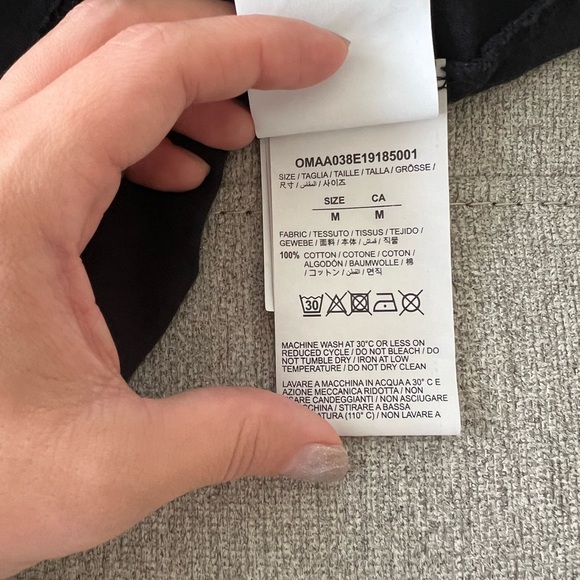 OMAA038E19185001
SIZE / TAGLIA / TAILLE / TALLA / GRÖSSE /
尺寸 / المقاس / 사이즈
SIZE CA
M M
FABRIC / TESSUTO / TISSUS / TEJIDO /
GEWEBE / 面料 / 本体 / قماش / 직물
100% COTTON / COTONE / COTON /
ALGODÓN / BAUMWOLLE / 棉
/ コットン / القطن / 면직
30
MACHINE WASH AT 30°C OR LESS ON
REDUCED CYCLE / DO NOT BLEACH / DO
NOT TUMBLE DRY / IRON AT LOW
TEMPERATURE / DO NOT DRY CLEAN
LAVARE A MACCHINA IN ACQUA A 30° C E
AZIONE MECCANICA RIDOTTA / NON
CANDEGGIANTI / NON ASCIUGARE
/ STIRARE A BASSA
(110° C) / NON LAVARE A